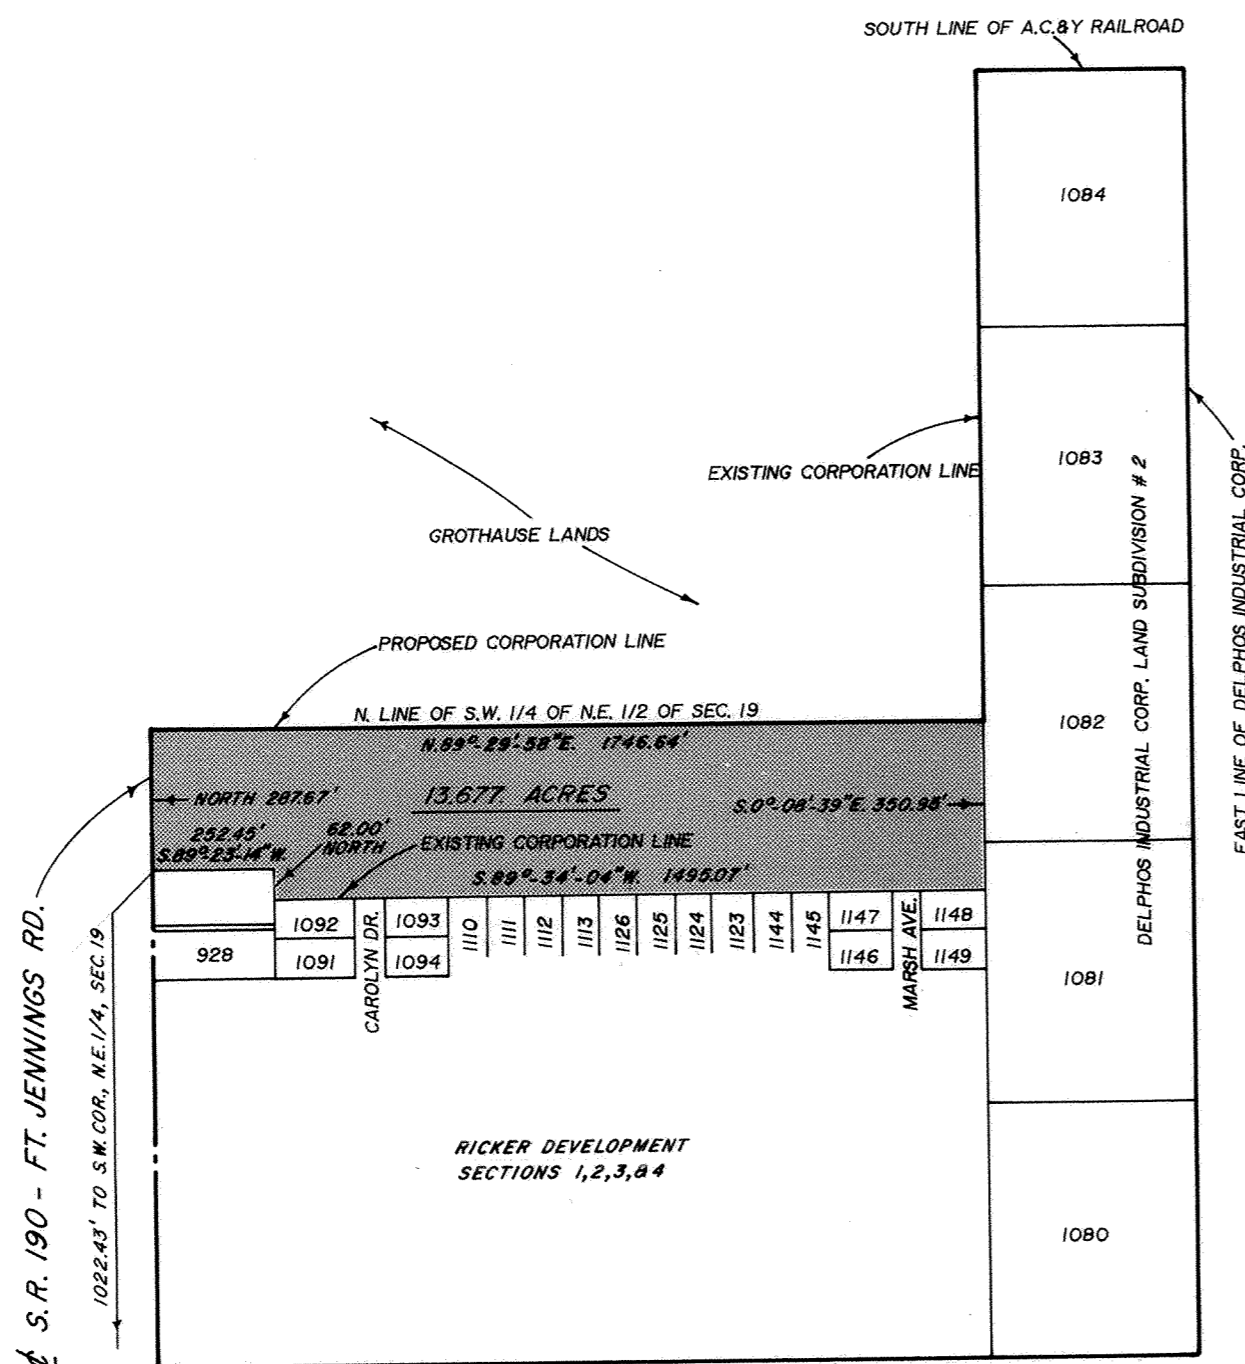 SOUTH LINE OF A.C.&Y RAILROAD
1084
EXISTING CORPORATION LINE
1083
DELPHOS INDUSTRIAL CORP. LAND SUBDIVISION # 2
EAST LINE OF DELPHOS INDUSTRIAL CORP.
GROTHAUSE LANDS
PROPOSED CORPORATION LINE
N. LINE OF S.W. 1/4 OF N.E. 1/2 OF SEC. 19
N.89°-29'-58"E. 1746.64'
1082
NORTH 287.67'
13.677 ACRES
S.0°-08'-39"E. 350.98'
252.45'
S.89°-23'-14"W.
62.00'
NORTH
EXISTING CORPORATION LINE
S.89°-34'-04"W. 1495.07'
S.R. 190 - FT. JENNINGS RD.
1022.43' TO S.W. COR., N.E. 1/4, SEC. 19
928
1092
1091
CAROLYN DR.
1093
1094
1110
1111
1112
1113
1126
1125
1124
1123
1144
1145
1147
1146
MARSH AVE.
1148
1149
1081
RICKER DEVELOPMENT
SECTIONS 1,2,3,&4
1080